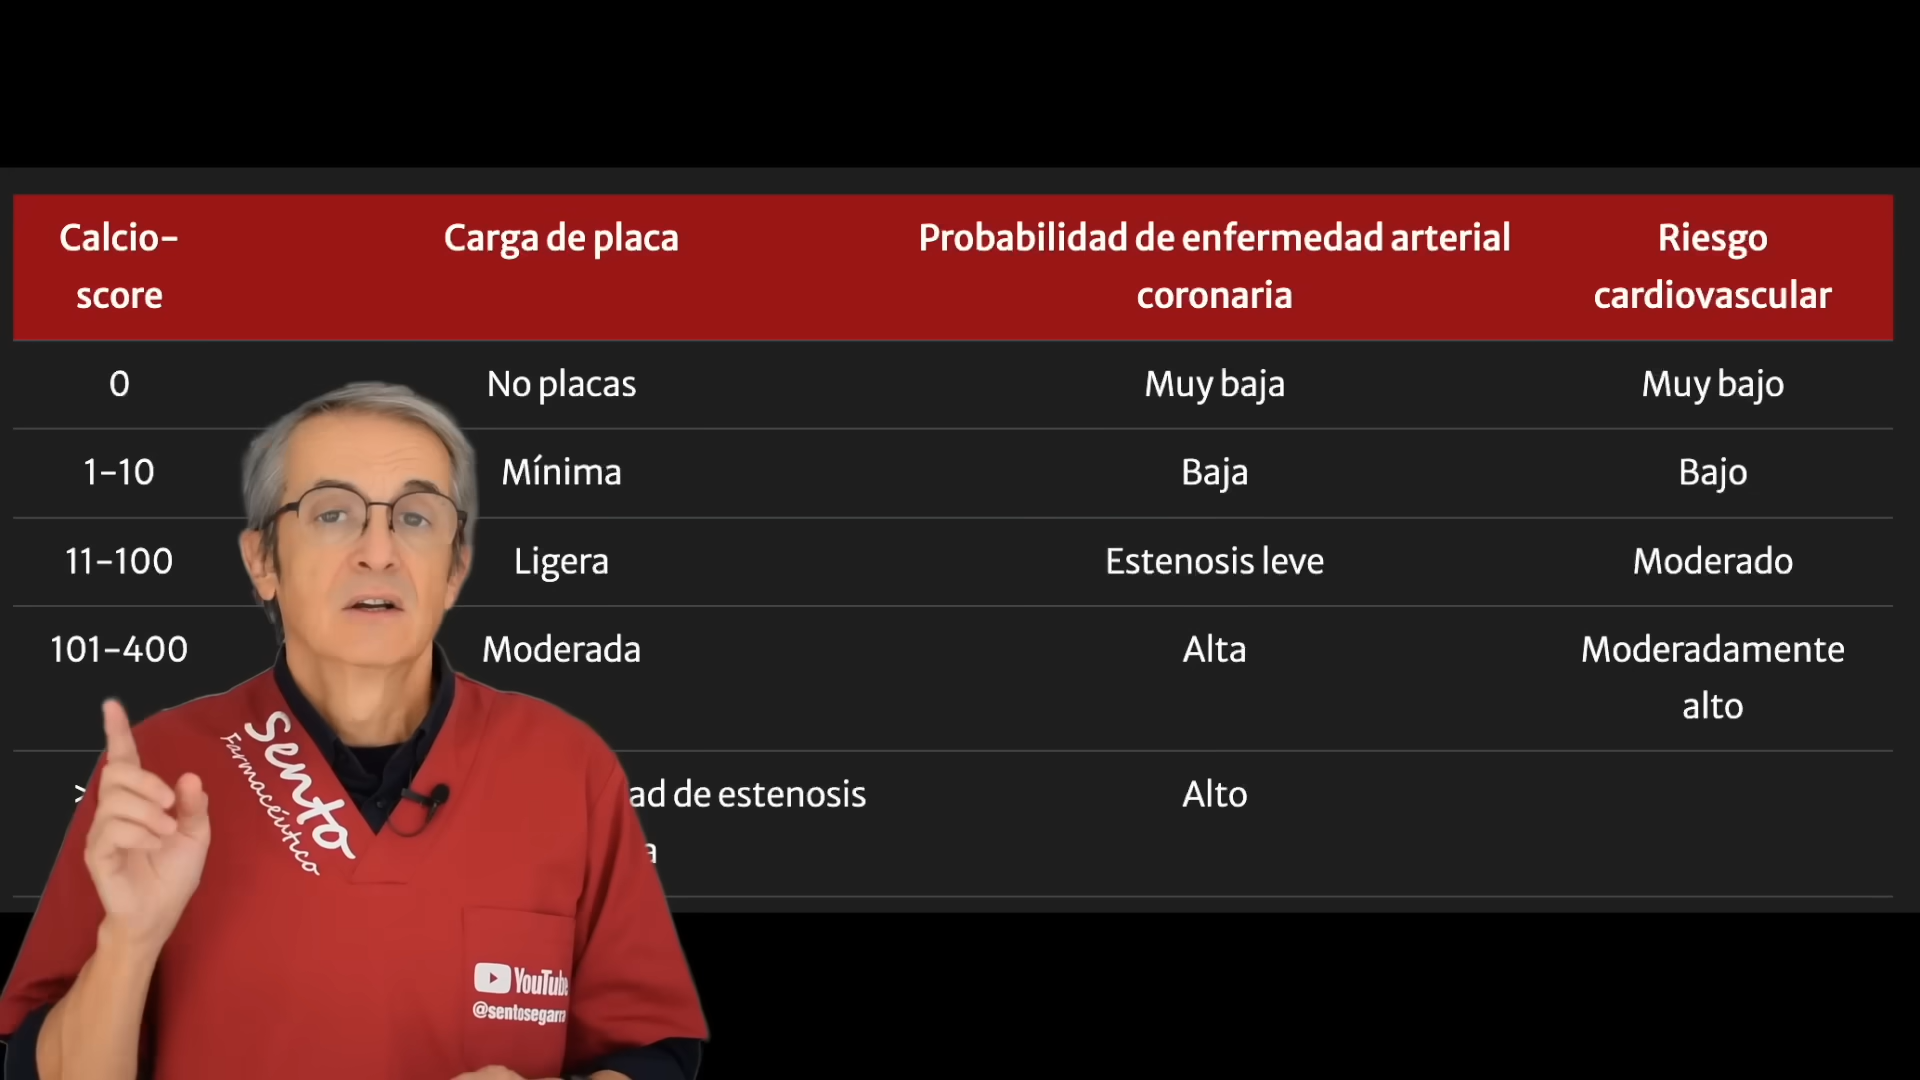 Calcio-
score
Carga de placa
Probabilidad de enfermedad arterial
coronaria
Riesgo
cardiovascular
0
No placas
Muy baja
Muy bajo
1-10
Mínima
Baja
Bajo
11-100
Ligera
Estenosis leve
Moderado
101-400
Moderada
Alta
Moderadamente
alto
>
de estenosis
Alto
Sento
Farmacéutico
YouTube
@sentosegarra